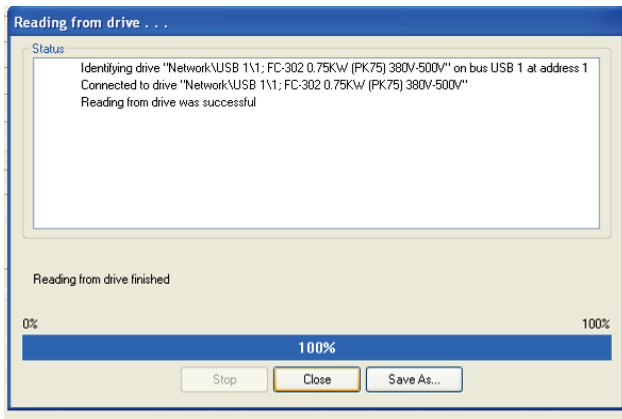 Reading from drive . . .
Status
Identifying drive "Network\USB 1\1; FC-302 0.75KW (PK75) 380V-500V" on bus USB 1 at address 1
Connected to drive "Network\USB 1\1; FC-302 0.75KW (PK75) 380V-500V"
Reading from drive was successful
Reading from drive finished
0% 100%
100%
Stop Close Save As...